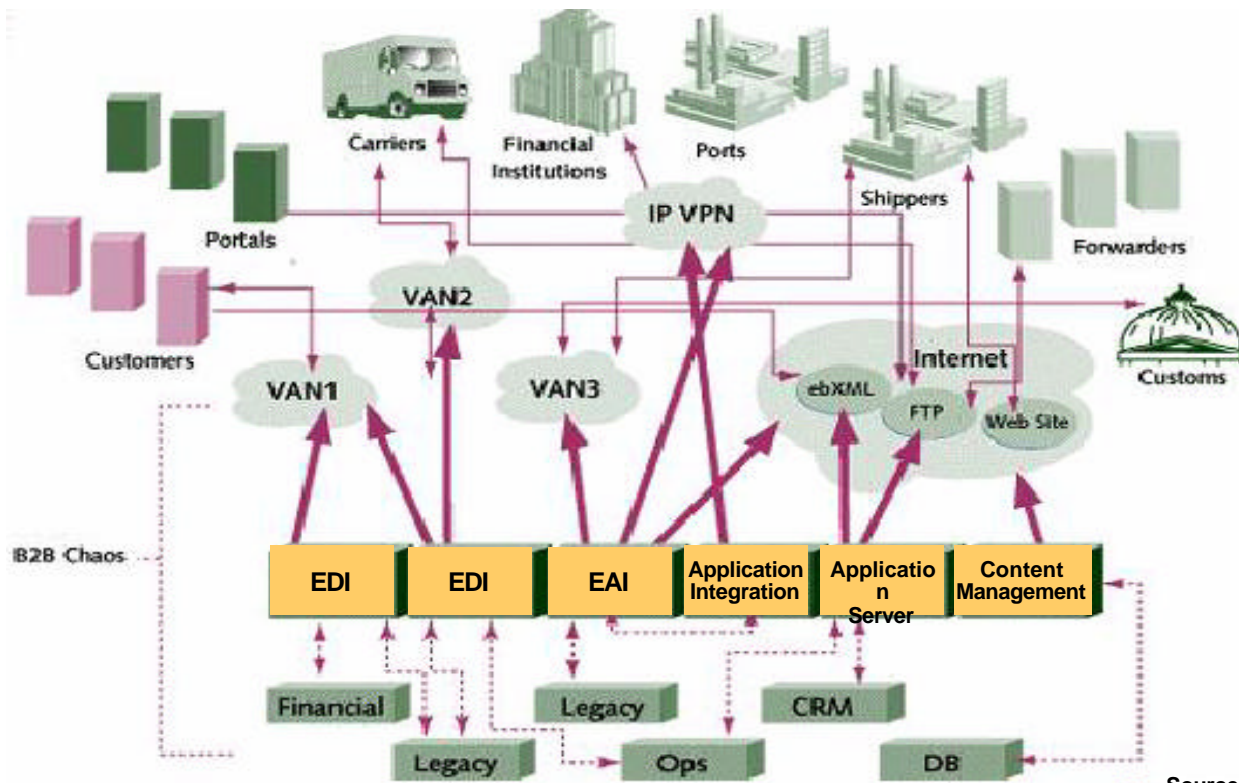 Carriers
Financial
Institutions
Ports
Shippers
Portals
IP VPN
Forwarders
VAN2
Customers
Internet
Customs
VAN1
VAN3
ebXML
FTP
Web Site
B2B Chaos
EDI
EDI
EAI
Application
Integration
Applicatio
n
Server
Content
Management
Financial
Legacy
CRM
Legacy
Ops
DB
Source